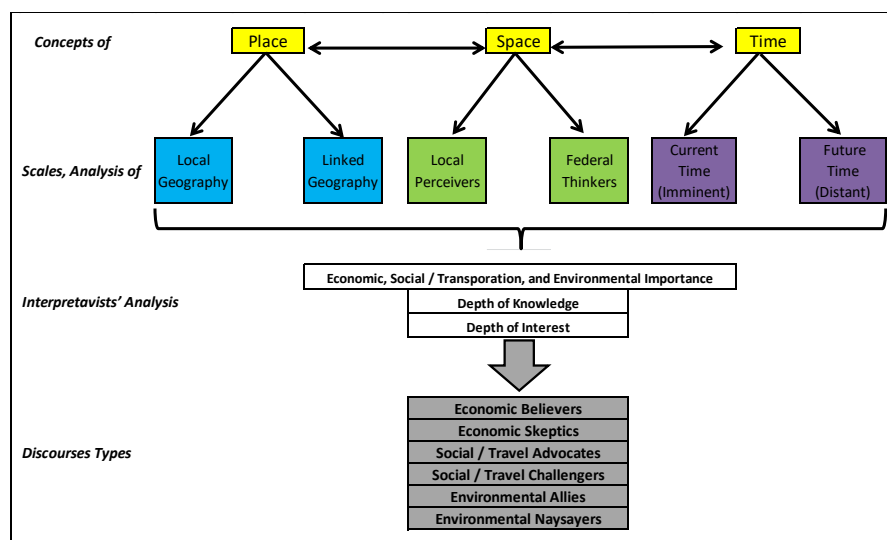 Concepts of
Place
Space
Time
Scales, Analysis of
Local
Geography
Linked
Geography
Local
Perceivers
Federal
Thinkers
Current
Time
(Imminent)
Future
Time
(Distant)
Interpretavists' Analysis
Economic, Social / Transporation, and Environmental Importance
Depth of Knowledge
Depth of Interest
Discourses Types
Economic Believers
Economic Skeptics
Social / Travel Advocates
Social / Travel Challengers
Environmental Allies
Environmental Naysayers